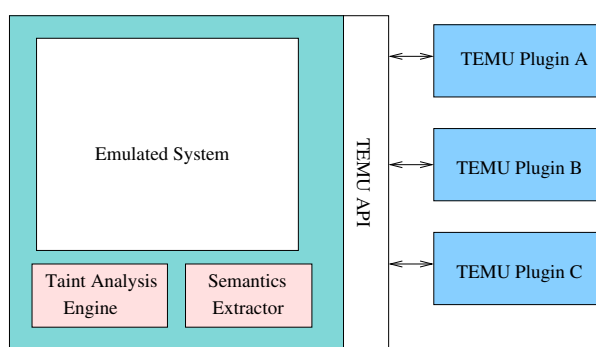 Emulated System
Taint Analysis
Engine
Semantics
Extractor
TEMU API
TEMU Plugin A
TEMU Plugin B
TEMU Plugin C